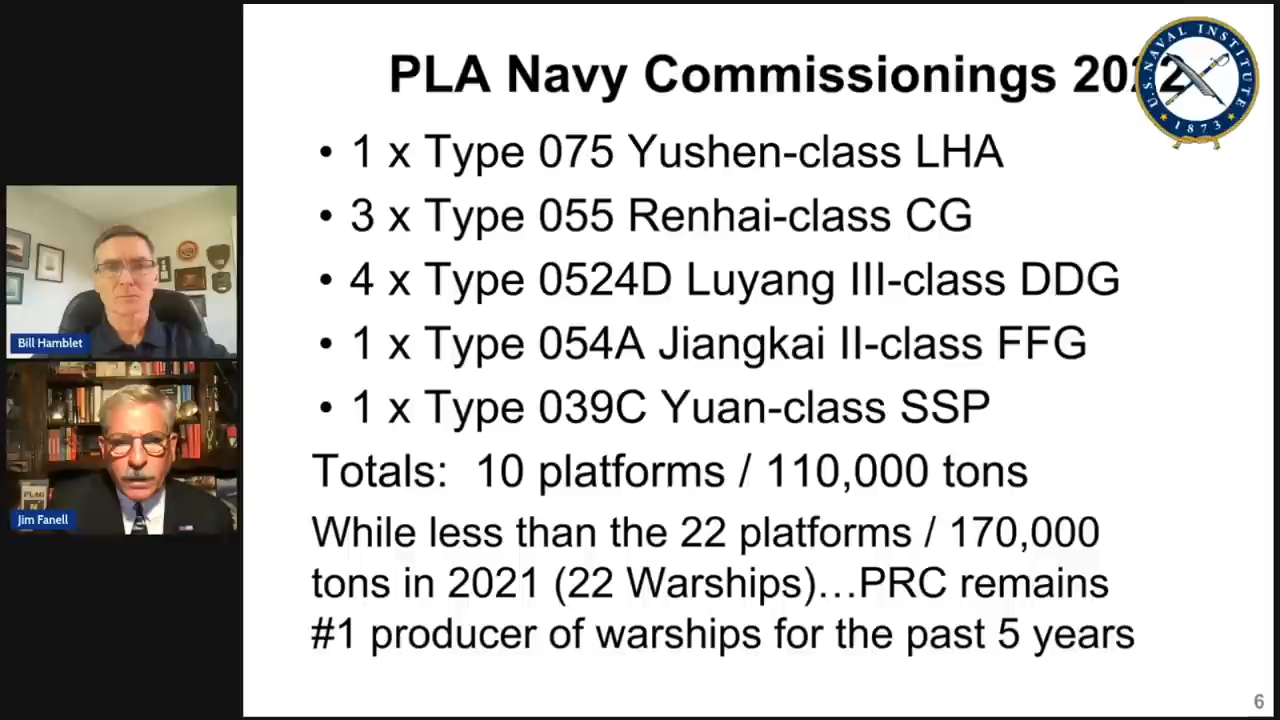 PLA Navy Commissionings 2022
U.S. NAVAL INSTITUTE
1873
• 1 x Type 075 Yushen-class LHA
• 3 x Type 055 Renhai-class CG
• 4 x Type 0524D Luyang III-class DDG
• 1 x Type 054A Jiangkai II-class FFG
• 1 x Type 039C Yuan-class SSP
Totals: 10 platforms / 110,000 tons
While less than the 22 platforms / 170,000
tons in 2021 (22 Warships)…PRC remains
#1 producer of warships for the past 5 years
6
Bill Hamblet
Jim Fanell